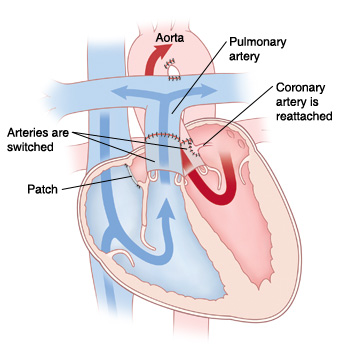 Aorta
Pulmonary
artery
Coronary
artery is
reattached
Arteries are
switched
Patch